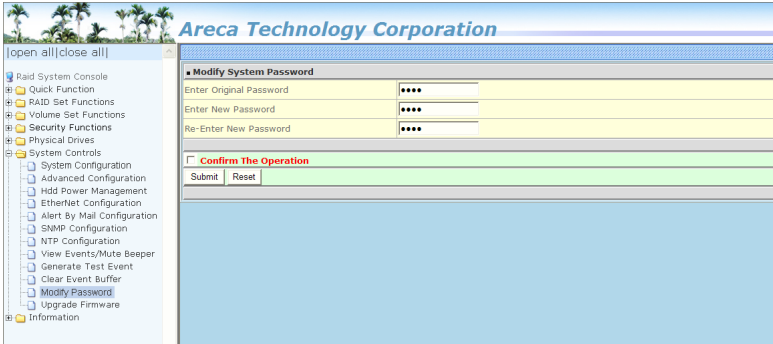 Areca Technology Corporation
|open all|close all|
Raid System Console
Quick Function
RAID Set Functions
Volume Set Functions
Security Functions
Physical Drives
System Controls
System Configuration
Advanced Configuration
Hdd Power Management
EtherNet Configuration
Alert By Mail Configuration
SNMP Configuration
NTP Configuration
View Events/Mute Beeper
Generate Test Event
Clear Event Buffer
Modify Password
Upgrade Firmware
Information
Modify System Password
Enter Original Password ••••
Enter New Password ••••
Re-Enter New Password ••••
Confirm The Operation
Submit Reset